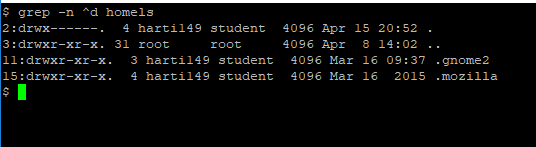 $ grep -n ^d homels
2:drwx------.  4 harti149 student  4096 Apr 15 20:52 .
3:drwxr-xr-x. 31 root     root     4096 Apr  8 14:02 ..
11:drwxr-xr-x.  3 harti149 student  4096 Mar 16 09:37 .gnome2
15:drwxr-xr-x.  4 harti149 student  4096 Mar 16  2015 .mozilla
$